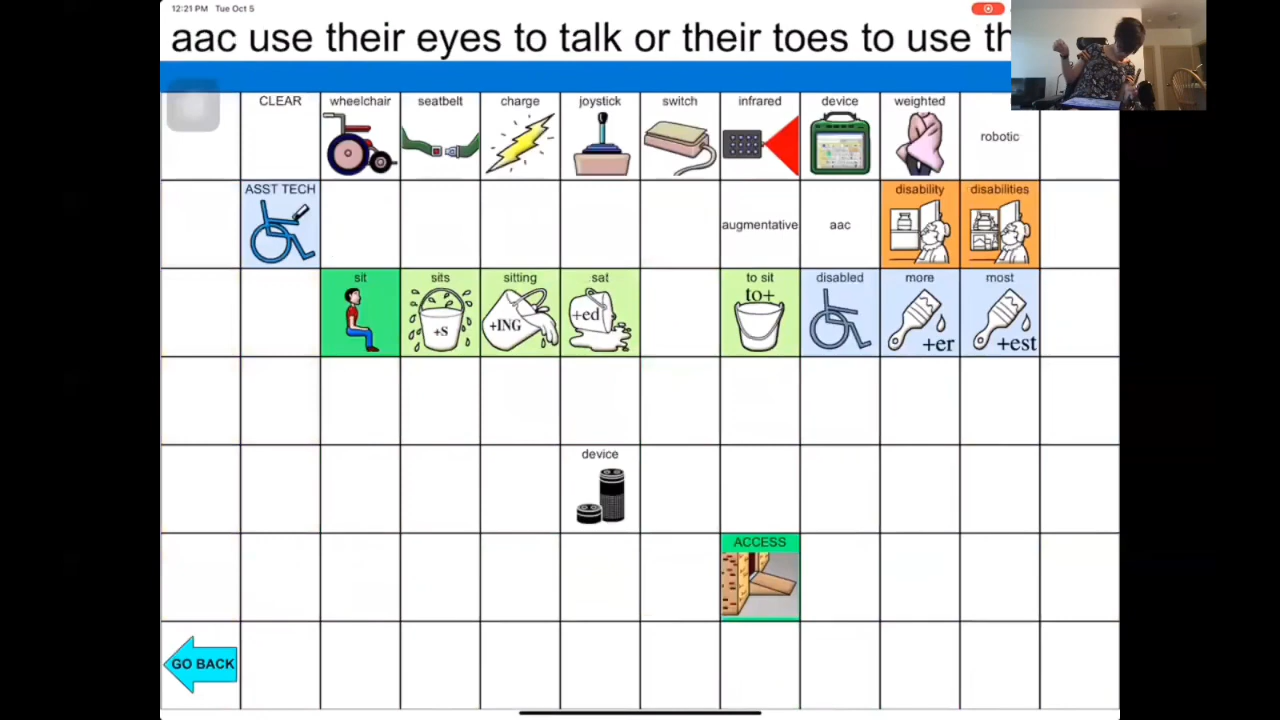 12:21 PM Tue Oct 5
aac use their eyes to talk or their toes to use th
CLEAR wheelchair seatbelt charge joystick switch infrared device weighted
robotic
ASST TECH disability disabilities
augmentative aac
sit sits sitting sat to sit disabled more most
to+
+S +ING +ed +er +est
device
ACCESS
GO BACK